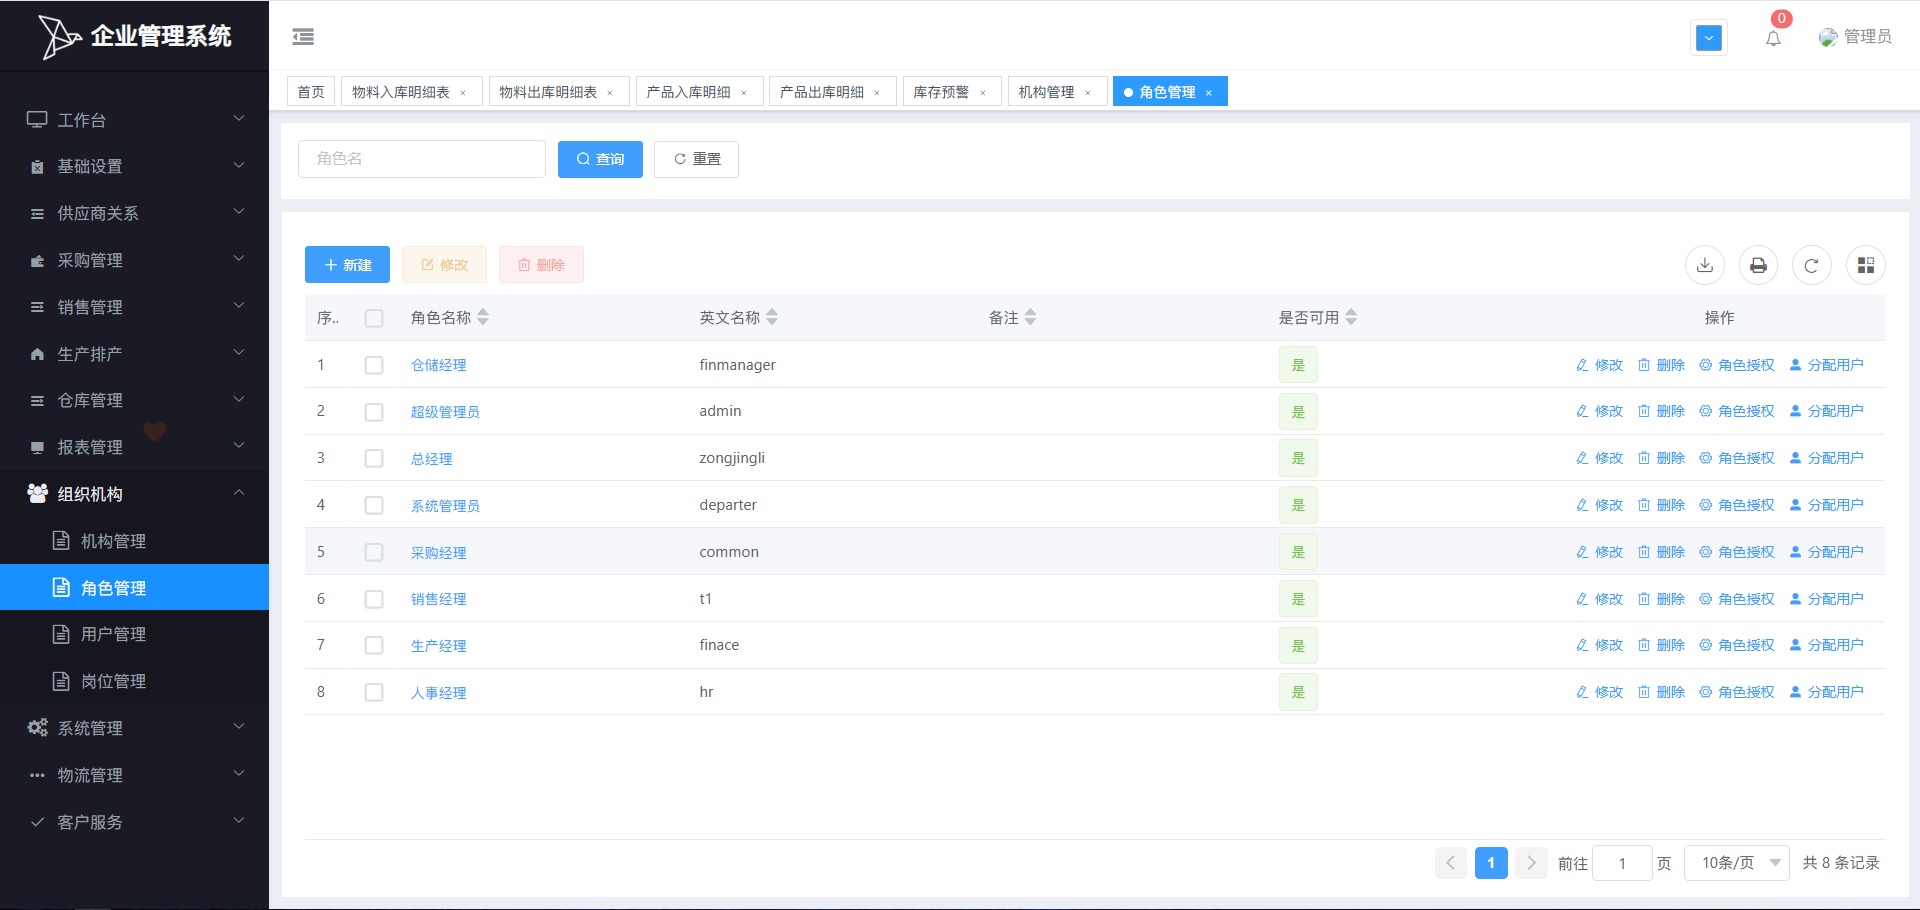 企业管理系统
0
管理员
首页 物料入库明细表 × 物料出库明细表 × 产品入库明细 × 产品出库明细 × 库存预警 × 机构管理 × 角色管理 ×
工作台
基础设置
供应商关系
采购管理
销售管理
生产排产
仓库管理
报表管理
组织机构
机构管理
角色管理
用户管理
岗位管理
系统管理
物流管理
客户服务
角色名 查询 重置
新建 修改 删除
序.. 角色名称 英文名称 备注 是否可用 操作
1 仓储经理 finmanager 是 修改 删除 角色授权 分配用户
2 超级管理员 admin 是 修改 删除 角色授权 分配用户
3 总经理 zongjingli 是 修改 删除 角色授权 分配用户
4 系统管理员 departer 是 修改 删除 角色授权 分配用户
5 采购经理 common 是 修改 删除 角色授权 分配用户
6 销售经理 t1 是 修改 删除 角色授权 分配用户
7 生产经理 finace 是 修改 删除 角色授权 分配用户
8 人事经理 hr 是 修改 删除 角色授权 分配用户
1 前往 1 页 10条/页 共 8 条记录